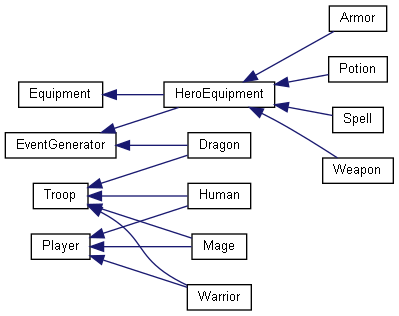 Armor
Potion
Equipment
HeroEquipment
Spell
EventGenerator
Dragon
Weapon
Troop
Human
Player
Mage
Warrior